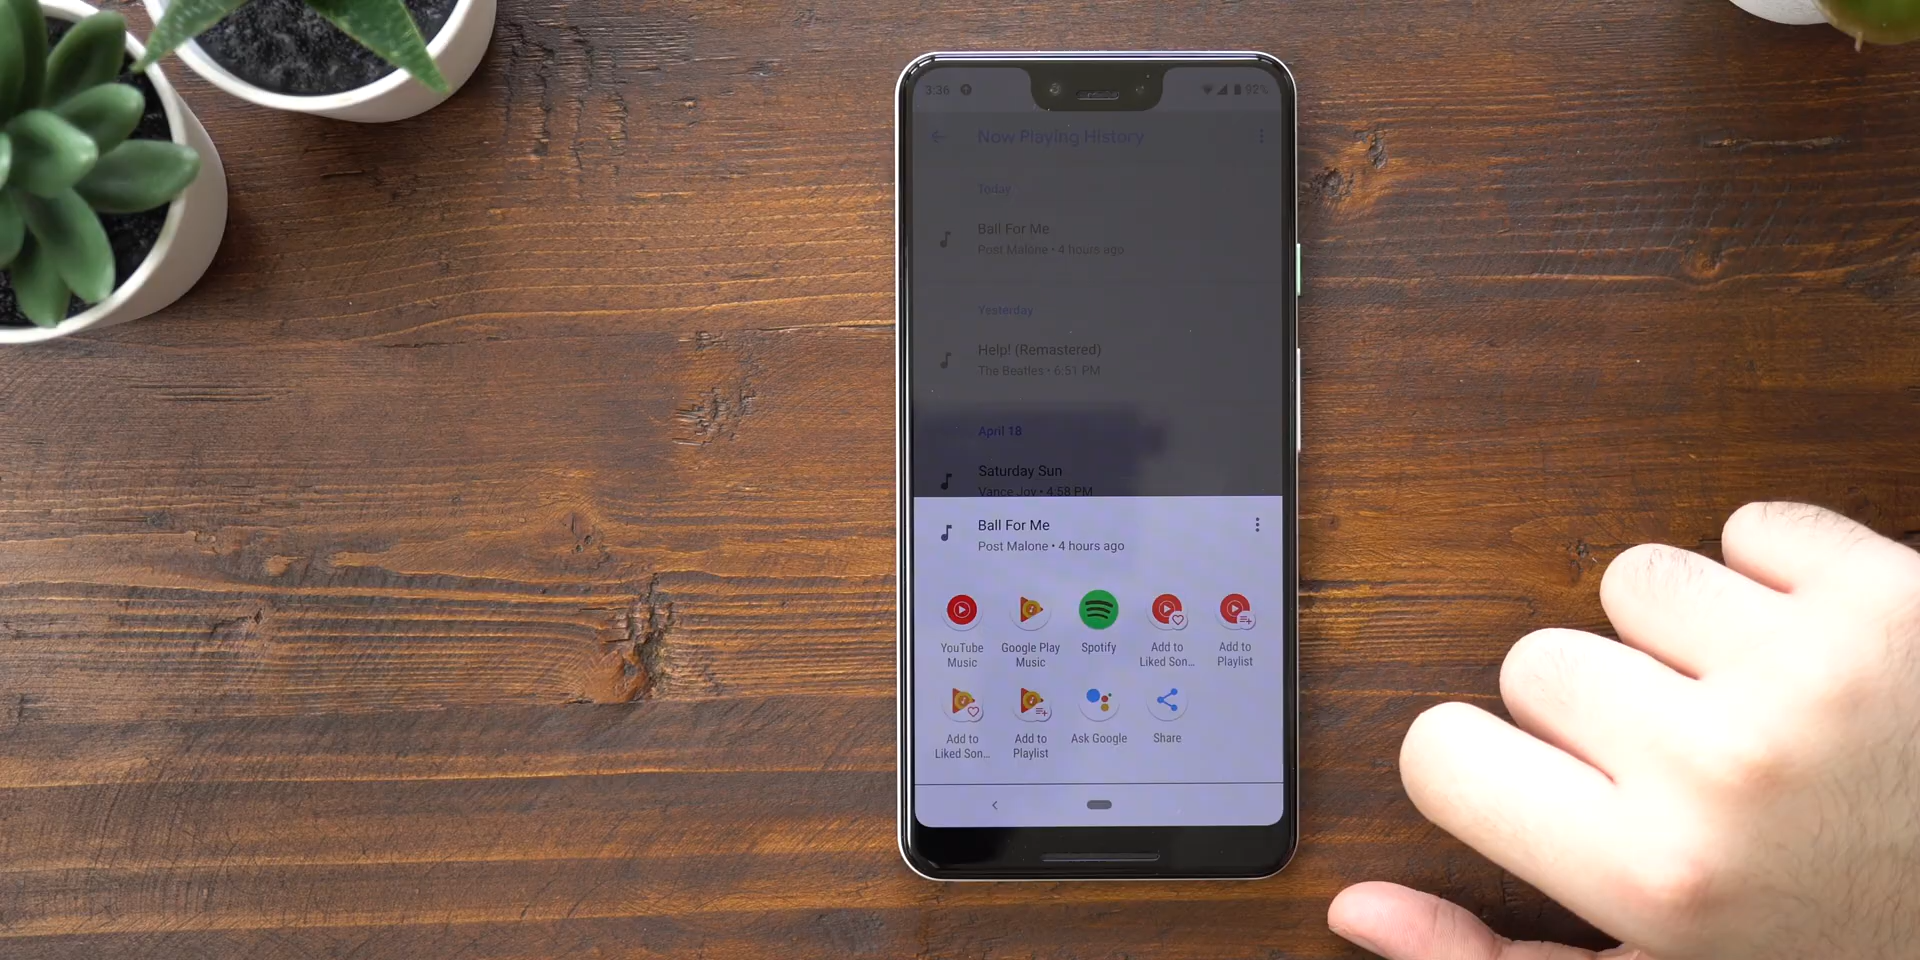 3:36
92%
Now Playing History
Today
Ball For Me
Post Malone • 4 hours ago
Yesterday
Help! (Remastered)
The Beatles • 6:51 PM
April 18
Saturday Sun
Vance Joy • 4:58 PM
Ball For Me
Post Malone • 4 hours ago
YouTube Music
Google Play Music
Spotify
Add to Liked Son...
Add to Playlist
Add to Liked Son...
Add to Playlist
Ask Google
Share